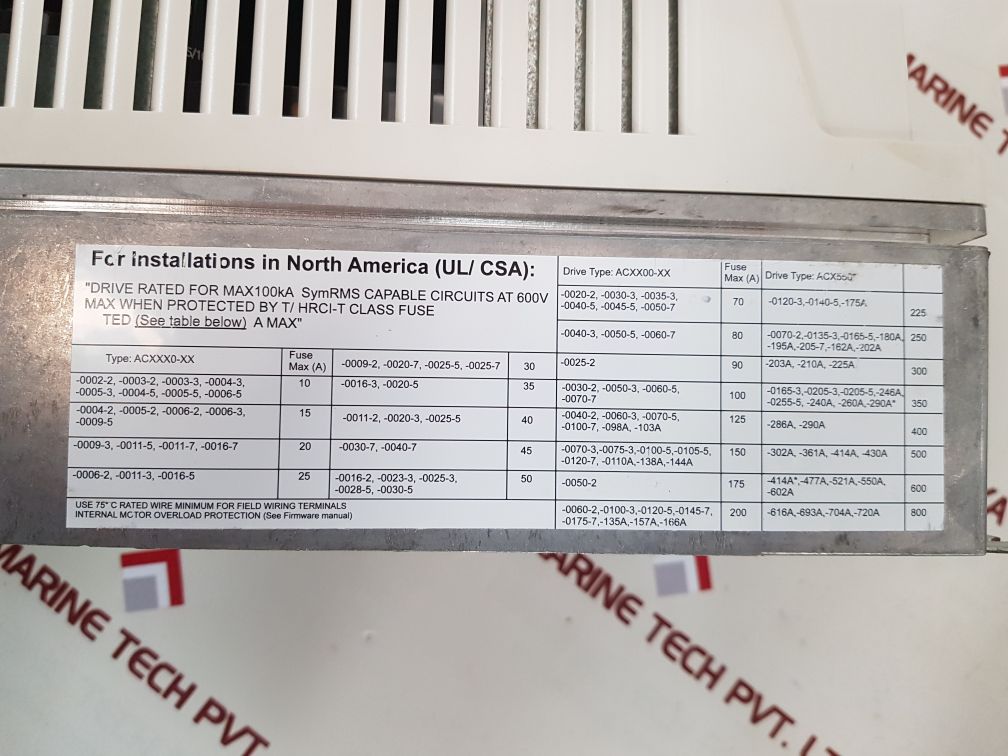 For Installations in North America (UL/ CSA):
"DRIVE RATED FOR MAX100kA SymRMS CAPABLE CIRCUITS AT 600V
MAX WHEN PROTECTED BY T/ HRCI-T CLASS FUSE
TED (See table below) A MAX"
Type: ACXXX0-XX Fuse Max (A)
-0002-2, -0003-2, -0003-3, -0004-3,
-0005-3, -0004-5, -0005-5, -0006-5 10
-0004-2, -0005-2, -0006-2, -0006-3,
-0009-5 15
-0009-3, -0011-5, -0011-7, -0016-7 20
-0006-2, -0011-3, -0016-5 25
-0009-2, -0020-7, -0025-5, -0025-7 30
-0016-3, -0020-5 35
-0011-2, -0020-3, -0025-5 40
-0030-7, -0040-7 45
-0016-2, -0023-3, -0025-3,
-0028-5, -0030-5 50
USE 75° C RATED WIRE MINIMUM FOR FIELD WIRING TERMINALS
INTERNAL MCTOR OVERLOAD PROTECTION (See Firmware manual)
Drive Type: ACXX00-XX Fuse Max (A)
-0020-2, -0030-3, -0035-3,
-0040-5, -0045-5, -0050-7 70
-0040-3, -0050-5, -0060-7 80
-0025-2 90
-0030-2, -0050-3, -0060-5,
-0070-7 100
-0040-2, -0060-3, -0070-5,
-0100-7, -098A, -103A 125
-0070-3,-0075-3,-0100-5,-0105-5,
-0120-7, -0110A,-138A,-144A 150
-0050-2 175
-0060-2,-0100-3,-0120-5,-0145-7,
-0175-7,-135A,-157A,-166A 200
Drive Type:
-0120-3,-0140-5,-175A 225
-0070-2,-0135-3,-0165-5,-180A,
-195A,-205-7,-162A,-202A 250
-203A, -210A, -225A 300
-0165-3,-0205-3,-0205-5,-246A,
-0255-5, -240A, -260A,-290A* 350
-286A, -290A 400
-302A, -361A, -414A, -430A 500
-414A*,-477A,-521A,-550A,
-602A 600
-616A,-693A,-704A,-720A 800
MARINE T
MARINE TECH PVT.
MARINE TECH PVT. LT